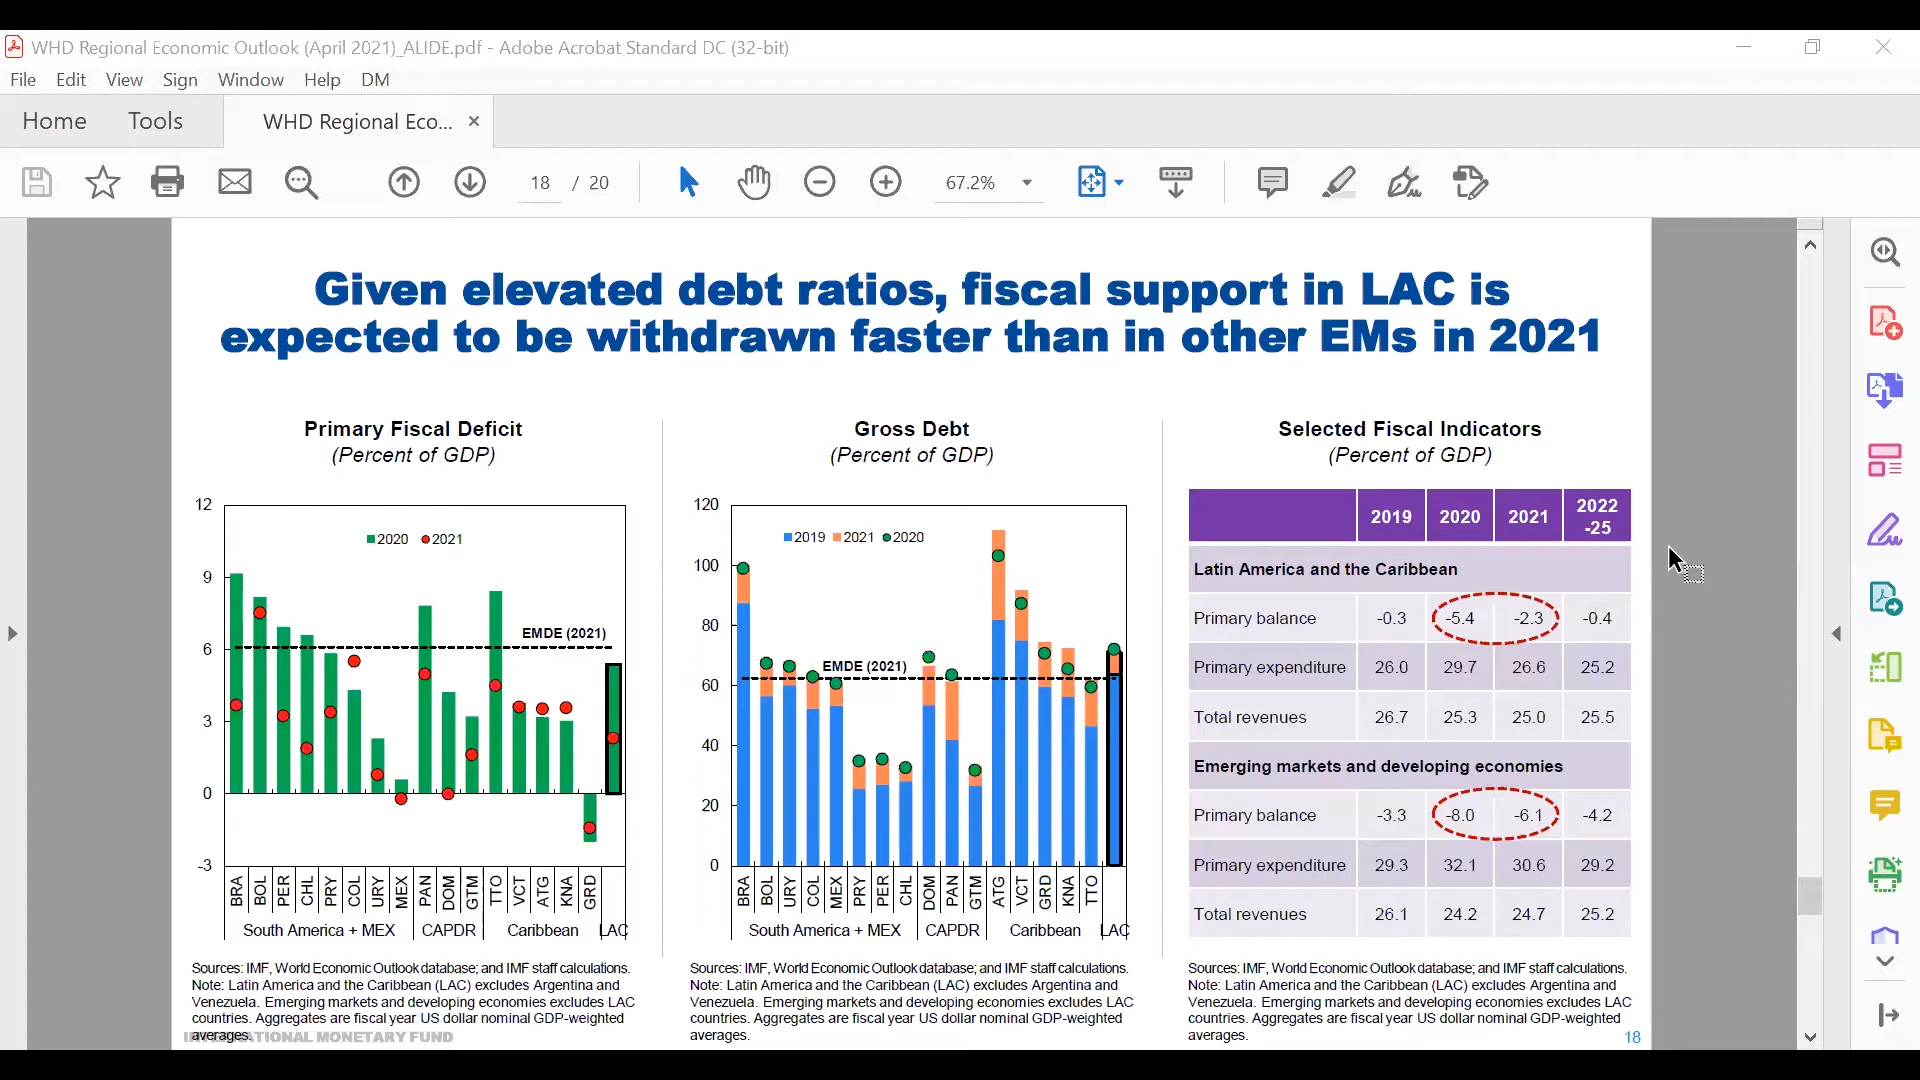 WHD Regional Economic Outlook (April 2021)_ALIDE.pdf - Adobe Acrobat Standard DC (32-bit)
File Edit View Sign Window Help DM
Home Tools WHD Regional Eco...
18 / 20 67.2%
Given elevated debt ratios, fiscal support in LAC is
expected to be withdrawn faster than in other EMs in 2021
Primary Fiscal Deficit
(Percent of GDP)
12
9
6
3
0
-3
2020 2021
EMDE (2021)
BRA BOL PER CHL PRY COL URY MEX PAN DOM GTM TTO VCT ATG KNA GRD
South America + MEX CAPDR Caribbean LAC
Sources: IMF, World Economic Outlook database; and IMF staff calculations.
Note: Latin America and the Caribbean (LAC) excludes Argentina and
Venezuela. Emerging markets and developing economies excludes LAC
countries. Aggregates are fiscal year US dollar nominal GDP-weighted
averages.
Gross Debt
(Percent of GDP)
120
100
80
60
40
20
0
2019 2021 2020
EMDE (2021)
BRA BOL URY COL MEX PRY PER CHL DOM PAN GTM ATG VCT GRD KNA TTO
South America + MEX CAPDR Caribbean LAC
Sources: IMF, World Economic Outlook database; and IMF staff calculations.
Note: Latin America and the Caribbean (LAC) excludes Argentina and
Venezuela. Emerging markets and developing economies excludes LAC
countries. Aggregates are fiscal year US dollar nominal GDP-weighted
averages.
Selected Fiscal Indicators
(Percent of GDP)
2019 2020 2021 2022
-25
Latin America and the Caribbean
Primary balance -0.3 -5.4 -2.3 -0.4
Primary expenditure 26.0 29.7 26.6 25.2
Total revenues 26.7 25.3 25.0 25.5
Emerging markets and developing economies
Primary balance -3.3 -8.0 -6.1 -4.2
Primary expenditure 29.3 32.1 30.6 29.2
Total revenues 26.1 24.2 24.7 25.2
Sources: IMF, World Economic Outlook database; and IMF staff calculations.
Note: Latin America and the Caribbean (LAC) excludes Argentina and
Venezuela. Emerging markets and developing economies excludes LAC
countries. Aggregates are fiscal year US dollar nominal GDP-weighted
averages.
INTERNATIONAL MONETARY FUND
18